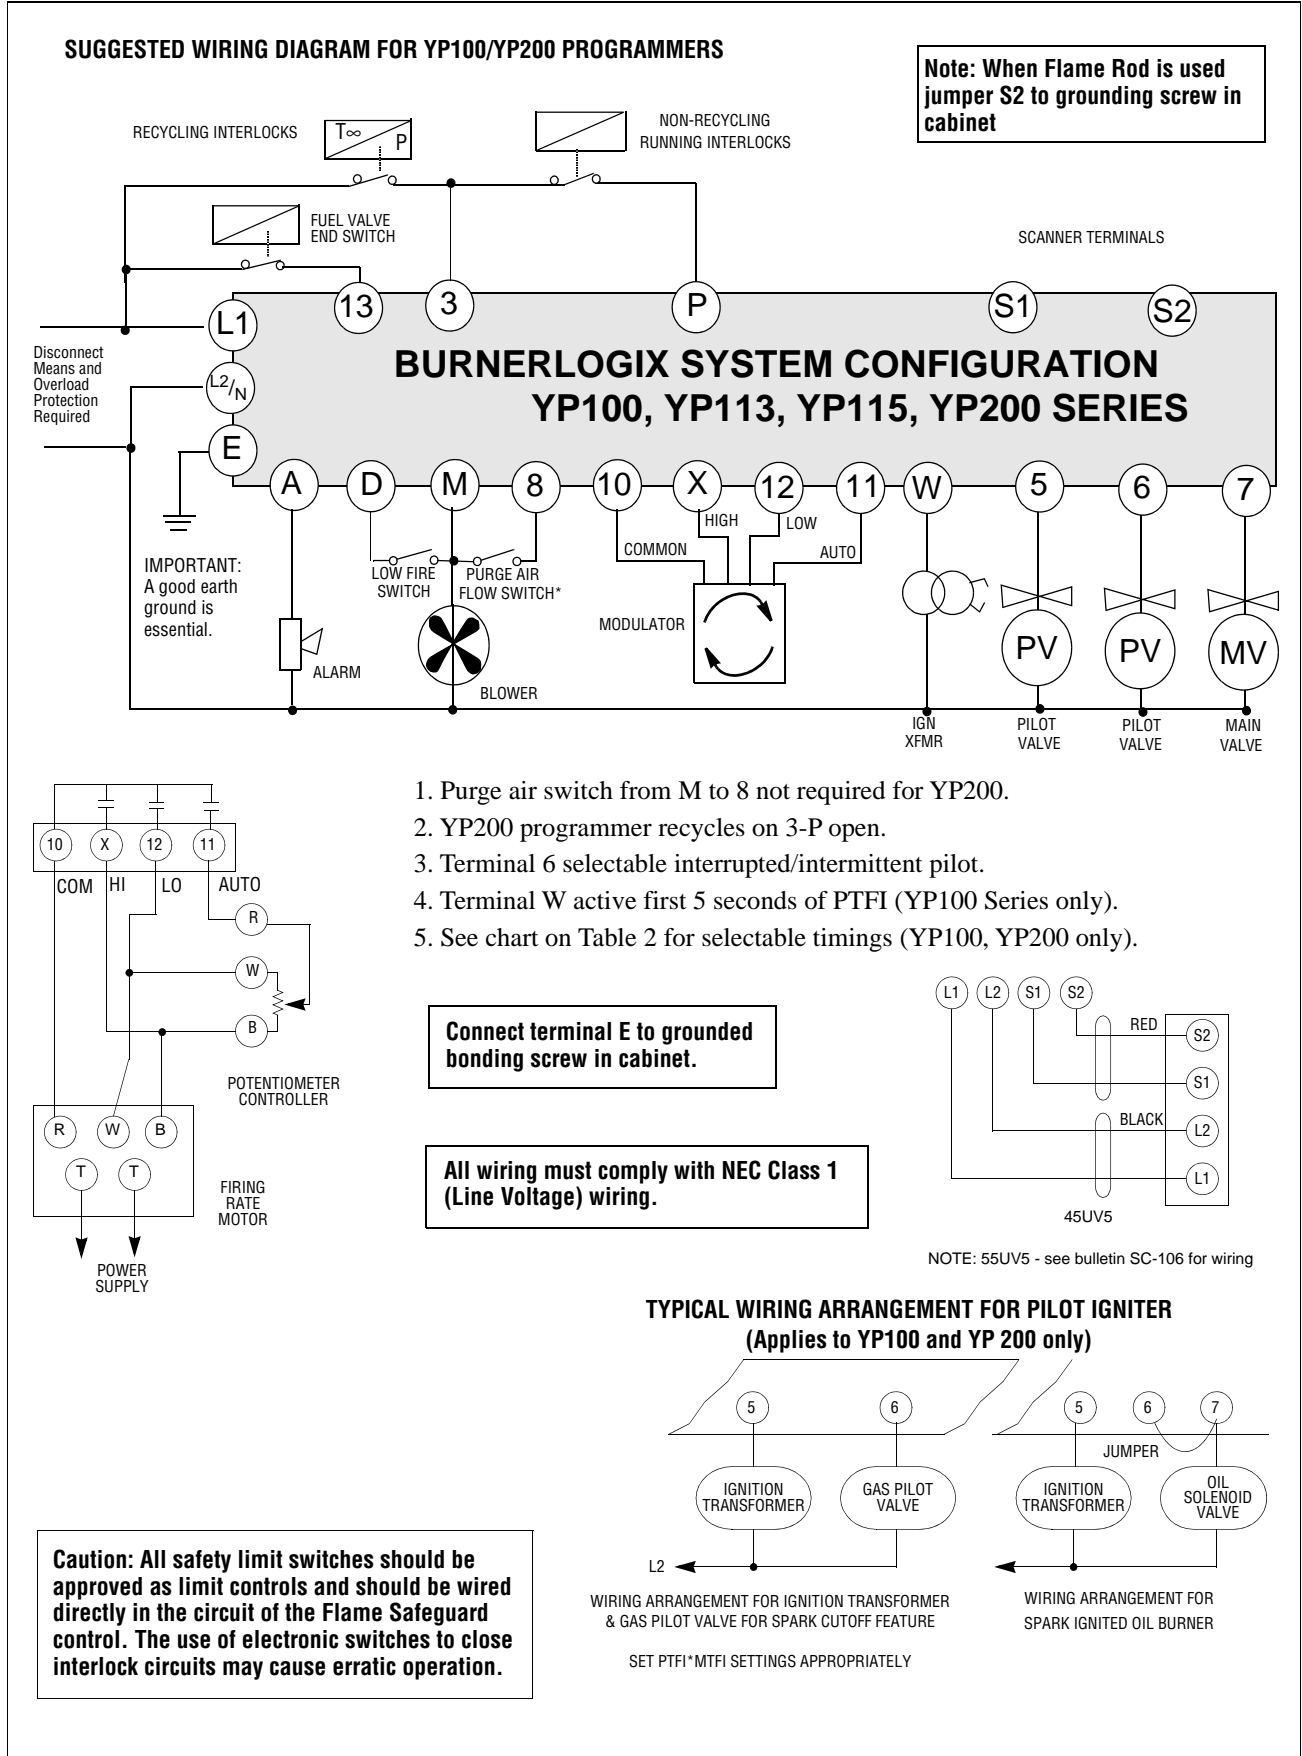 SUGGESTED WIRING DIAGRAM FOR YP100/YP200 PROGRAMMERS
Note: When Flame Rod is used
jumper S2 to grounding screw in
cabinet
RECYCLING INTERLOCKS
T∞
P
NON-RECYCLING
RUNNING INTERLOCKS
FUEL VALVE
END SWITCH
SCANNER TERMINALS
13
3
P
S1
S2
L1
Disconnect
Means and
Overload
Protection
Required
L2/N
E
BURNERLOGIX SYSTEM CONFIGURATION
YP100, YP113, YP115, YP200 SERIES
A
D
M
8
10
X
12
11
W
5
6
7
HIGH
LOW
COMMON
AUTO
IMPORTANT:
A good earth
ground is
essential.
LOW FIRE
SWITCH
PURGE AIR
FLOW SWITCH*
MODULATOR
PV
PV
MV
ALARM
BLOWER
IGN
XFMR
PILOT
VALVE
PILOT
VALVE
MAIN
VALVE
1. Purge air switch from M to 8 not required for YP200.
2. YP200 programmer recycles on 3-P open.
3. Terminal 6 selectable interrupted/intermittent pilot.
4. Terminal W active first 5 seconds of PTFI (YP100 Series only).
5. See chart on Table 2 for selectable timings (YP100, YP200 only).
10
X
12
11
COM
HI
LO
AUTO
R
W
B
POTENTIOMETER
CONTROLLER
R
W
B
T
T
FIRING
RATE
MOTOR
POWER
SUPPLY
Connect terminal E to grounded
bonding screw in cabinet.
All wiring must comply with NEC Class 1
(Line Voltage) wiring.
L1
L2
S1
S2
RED
S2
S1
BLACK
L2
L1
45UV5
NOTE: 55UV5 - see bulletin SC-106 for wiring
TYPICAL WIRING ARRANGEMENT FOR PILOT IGNITER
(Applies to YP100 and YP 200 only)
5
6
5
6
7
JUMPER
IGNITION
TRANSFORMER
GAS PILOT
VALVE
IGNITION
TRANSFORMER
OIL
SOLENOID
VALVE
L2
WIRING ARRANGEMENT FOR IGNITION TRANSFORMER
& GAS PILOT VALVE FOR SPARK CUTOFF FEATURE
SET PTFI*MTFI SETTINGS APPROPRIATELY
WIRING ARRANGEMENT FOR
SPARK IGNITED OIL BURNER
Caution: All safety limit switches should be
approved as limit controls and should be wired
directly in the circuit of the Flame Safeguard
control. The use of electronic switches to close
interlock circuits may cause erratic operation.